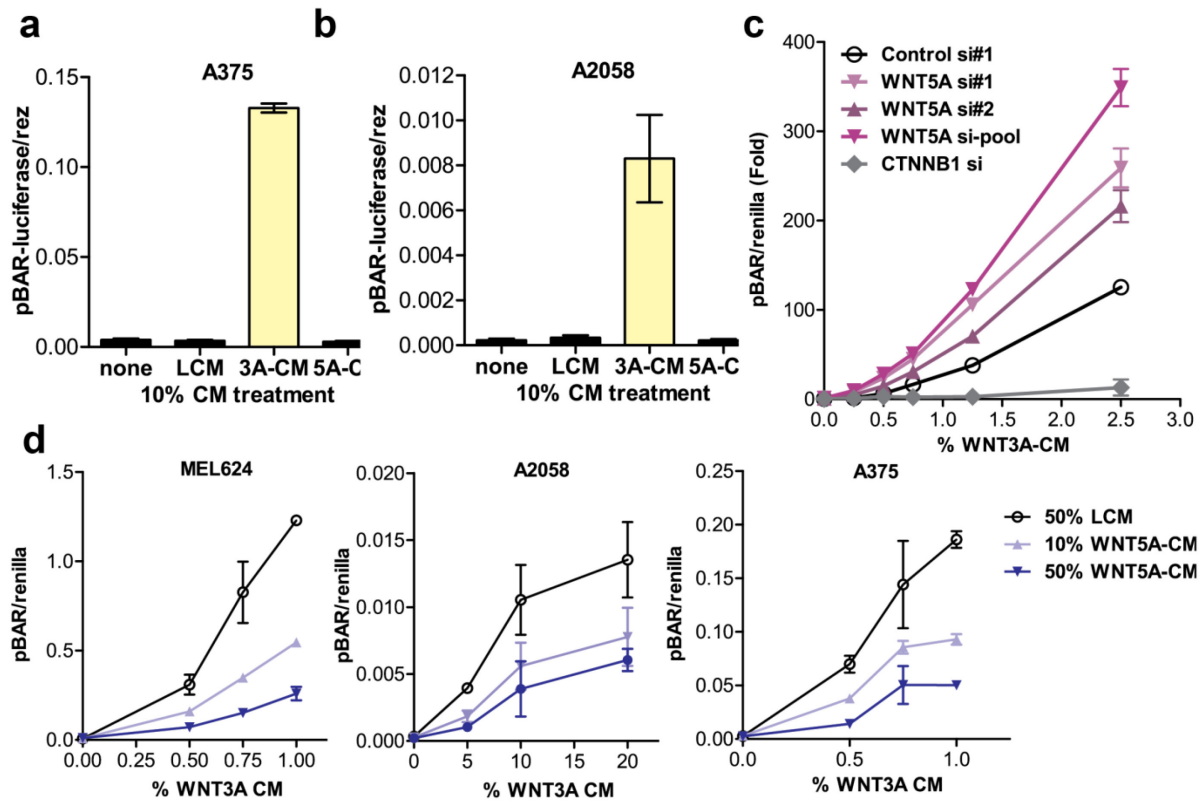 a
A375
pBAR-luciferase/rez
0.15
0.10
0.05
0.00
none LCM 3A-CM 5A-C
10% CM treatment
b
A2058
pBAR-luciferase/rez
0.012
0.010
0.008
0.006
0.004
0.002
0.000
none LCM 3A-CM 5A-C
10% CM treatment
c
Control si#1
WNT5A si#1
WNT5A si#2
WNT5A si-pool
CTNNB1 si
pBAR/renilla (Fold)
400
300
200
100
0
0.0 0.5 1.0 1.5 2.0 2.5 3.0
% WNT3A-CM
d
MEL624
pBAR/renilla
1.5
1.0
0.5
0.0
0.00 0.25 0.50 0.75 1.00
% WNT3A CM
A2058
pBAR/renilla
0.020
0.015
0.010
0.005
0.000
0 5 10 15 20
% WNT3A CM
A375
pBAR/renilla
0.25
0.20
0.15
0.10
0.05
0.00
0.0 0.5 1.0
% WNT3A CM
50% LCM
10% WNT5A-CM
50% WNT5A-CM